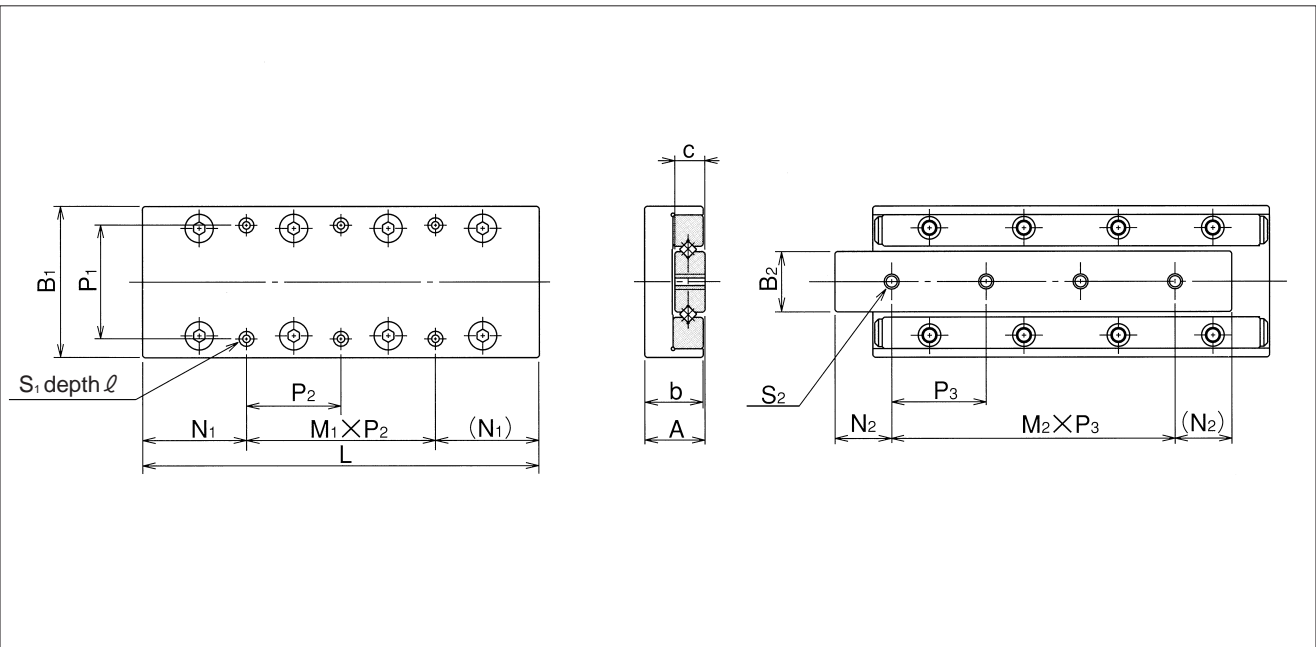 B₁
P₁
S₁ depth ℓ
P₂
N₁
M₁×P₂
(N₁)
L
c
b
A
B₂
S₂
P₃
N₂
M₂×P₃
(N₂)